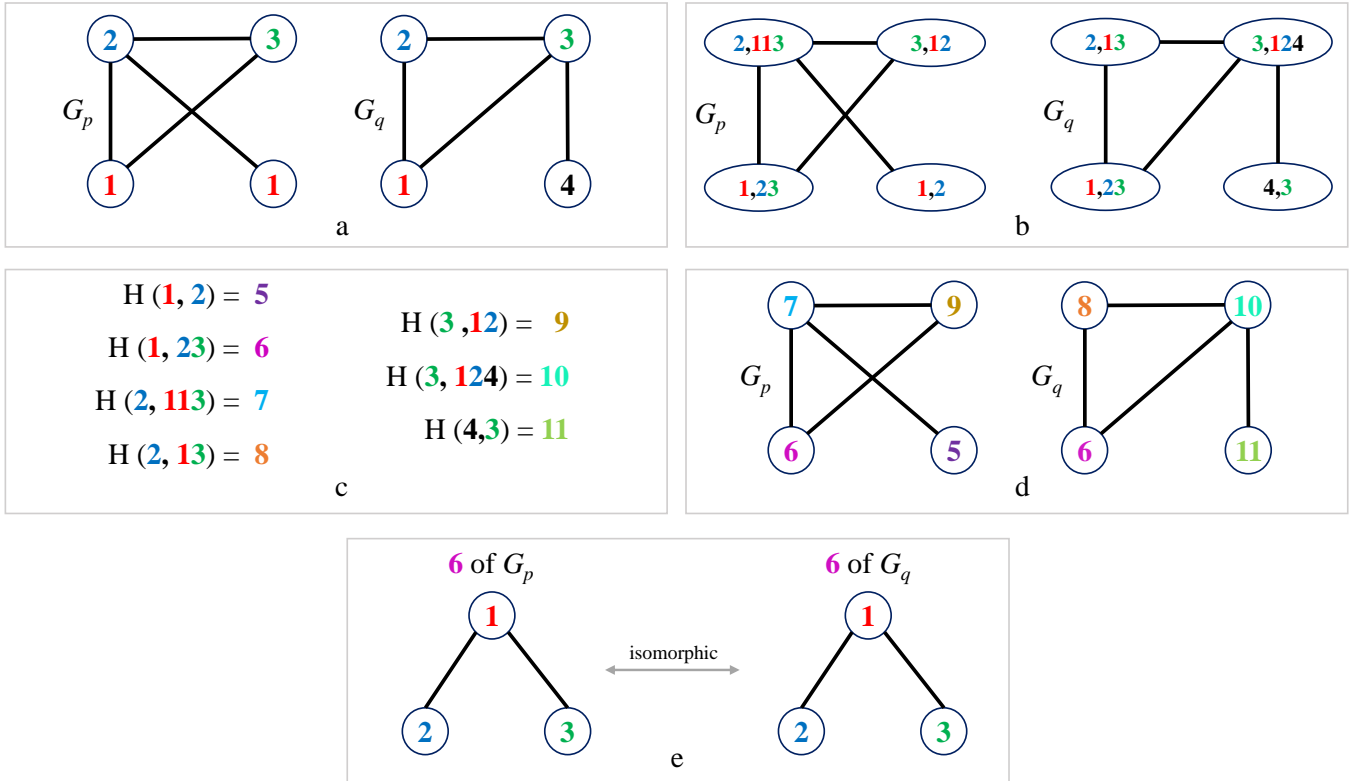 2 3 2 3
G_p G_q
1 1 1 4
a
2,113 3,12 2,13 3,124
G_p G_q
1,23 1,2 1,23 4,3
b
H (1, 2) = 5
H (1, 23) = 6
H (2, 113) = 7
H (2, 13) = 8
H (3 ,12) = 9
H (3, 124) = 10
H (4,3) = 11
c
7 9 8 10
G_p G_q
6 5 6 11
d
6 of G_p 6 of G_q
1 1
isomorphic
2 3 2 3
e